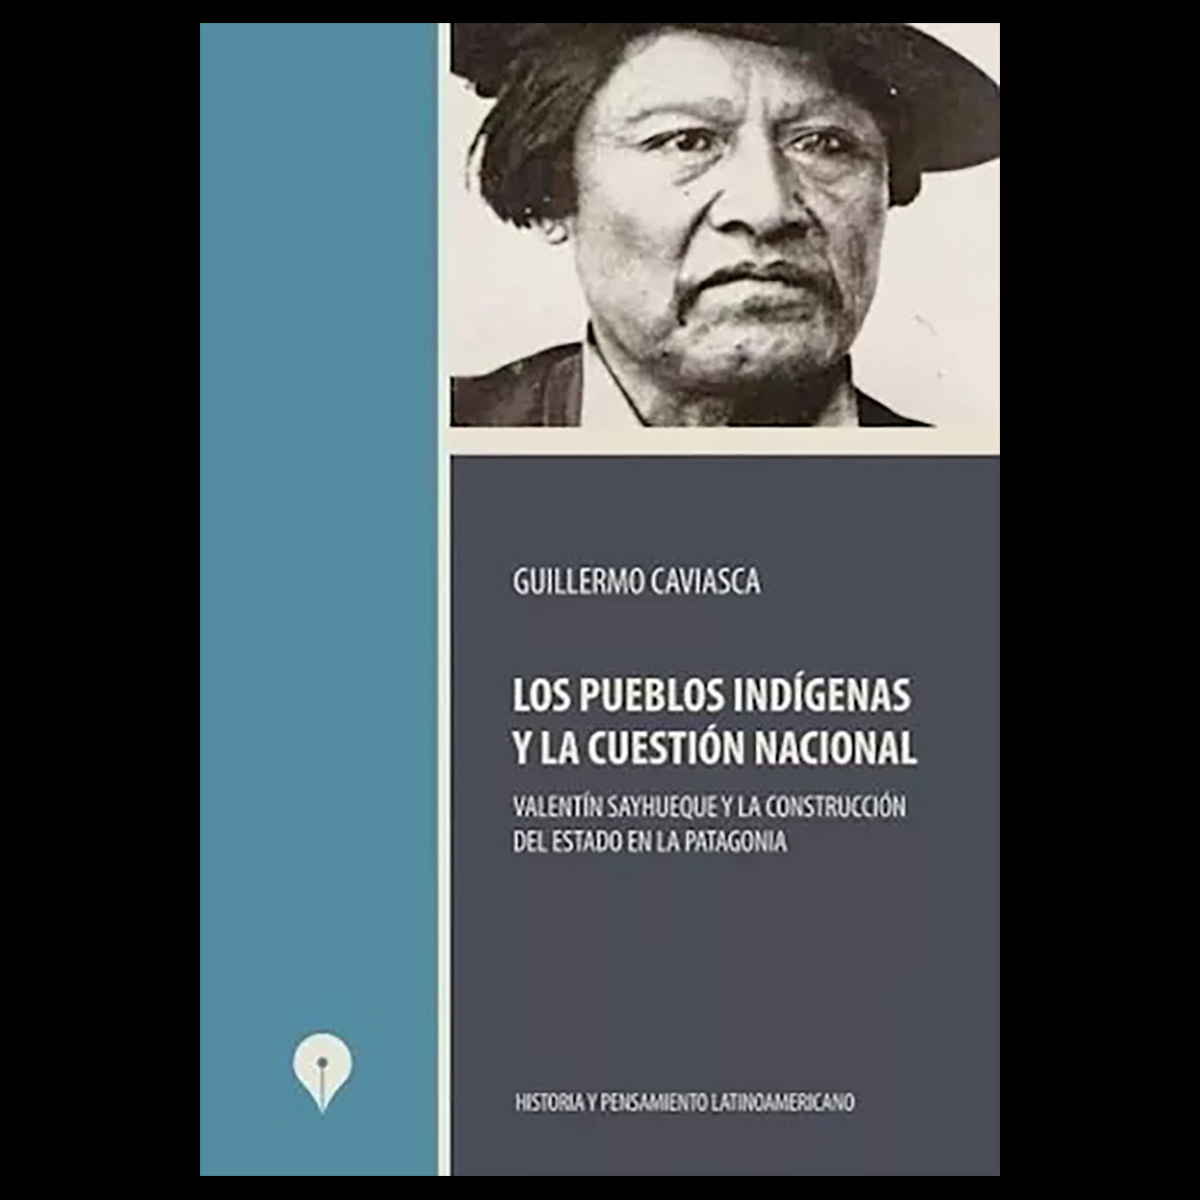 GUILLERMO CAVIASCA
LOS PUEBLOS INDÍGENAS
Y LA CUESTIÓN NACIONAL
VALENTÍN SAYHUEQUE Y LA CONSTRUCCIÓN
DEL ESTADO EN LA PATAGONIA
HISTORIA Y PENSAMIENTO LATINOAMERICANO